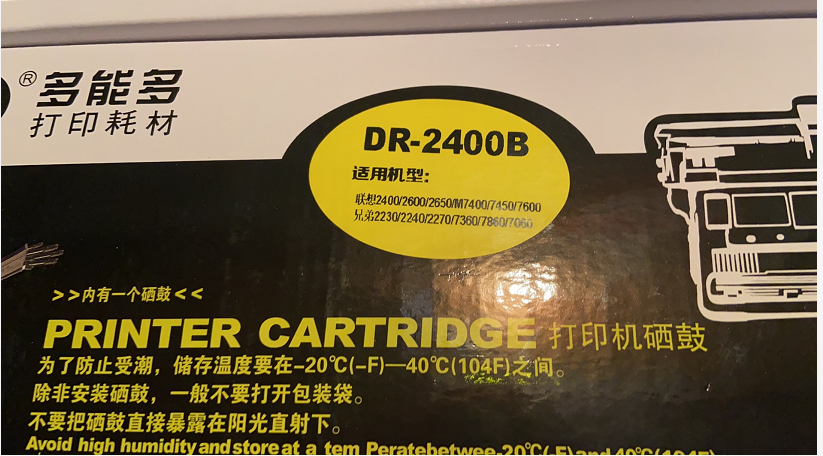 ® 多能多
打印耗材
DR-2400B
适用机型：
联想2400/2600/2650/M7400/7450/7600
兄弟2230/2240/2270/7360/7860/7060
>>内有一个硒鼓<<
PRINTER CARTRIDGE 打印机硒鼓
为了防止受潮，储存温度要在-20℃(-F)—40℃(104F)之间。
除非安装硒鼓，一般不要打开包装袋。
不要把硒鼓直接暴露在阳光直射下。
Avoid high humidity and store at a tem Peratebetwee-20℃(-F)and 40℃(104F)